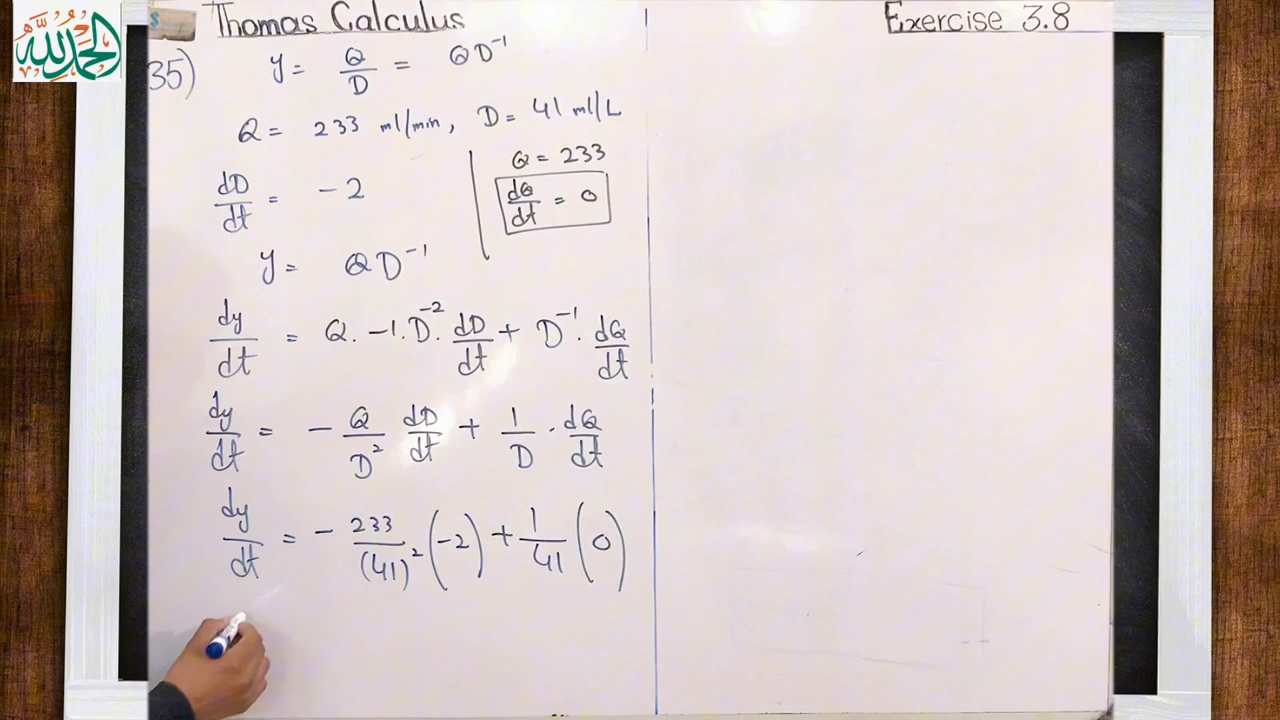 الحمد لله
Thomas Calculus
Exercise 3.8
35) y = Q/D = QD⁻¹
Q = 233 ml/min, D = 41 ml/L
dD/dt = -2
Q = 233
dQ/dt = 0
y = QD⁻¹
dy/dt = Q. -1. D⁻². dD/dt + D⁻¹. dQ/dt
dy/dt = - Q/D² dD/dt + 1/D . dQ/dt
dy/dt = - 233/(41)² (-2) + 1/41 (0)